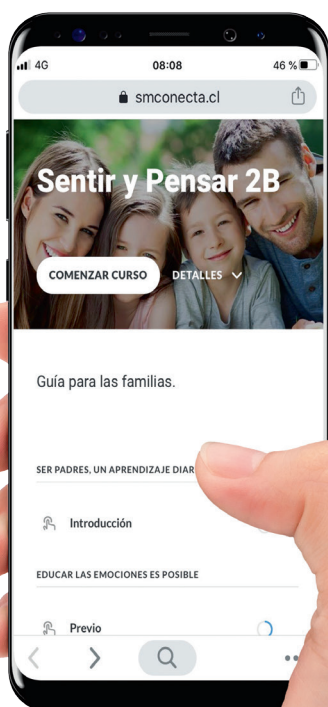 4G 08:08 46 %
smconecta.cl
Sentir y Pensar 2B
COMENZAR CURSO DETALLES
Guía para las familias.
SER PADRES, UN APRENDIZAJE DIAR
Introducción
EDUCAR LAS EMOCIONES ES POSIBLE
Previo